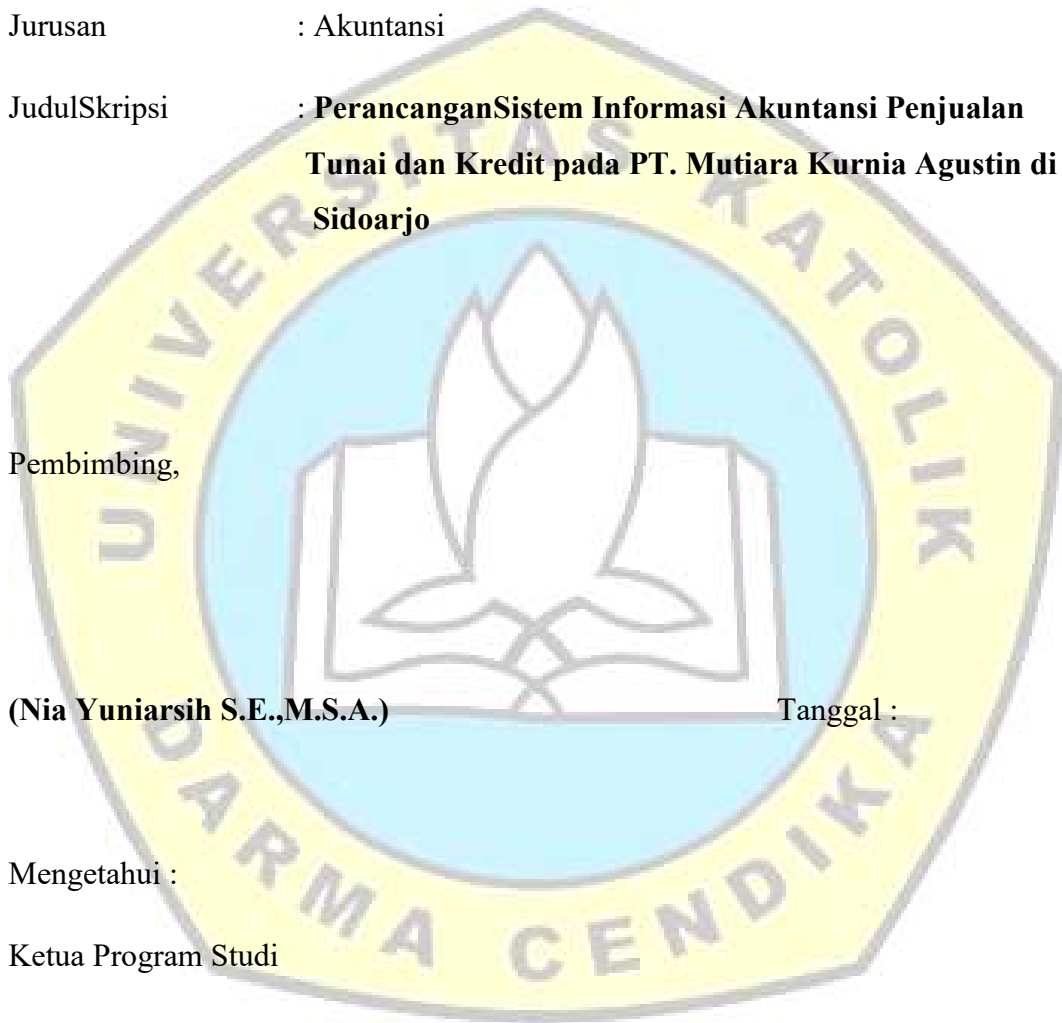 Jurusan : Akuntansi
JudulSkripsi : PerancanganSistem Informasi Akuntansi Penjualan
Tunai dan Kredit pada PT. Mutiara Kurnia Agustin di
Sidoarjo
Pembimbing,
(Nia Yuniarsih S.E.,M.S.A.) Tanggal :
Mengetahui :
Ketua Program Studi
UNIVERSITAS KATOLIK
DARMA CENDIKA